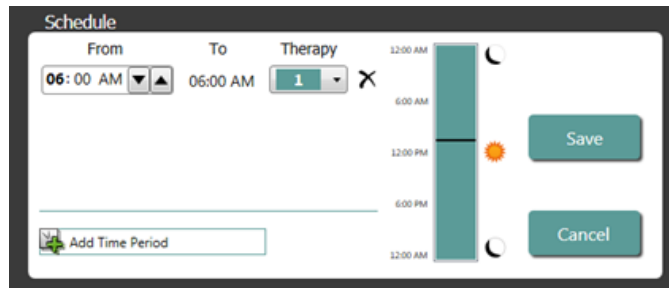 Schedule
From To Therapy
06: 00 AM 06:00 AM 1
12:00 AM
6:00 AM
12:00 PM
6:00 PM
12:00 AM
Add Time Period
Save
Cancel